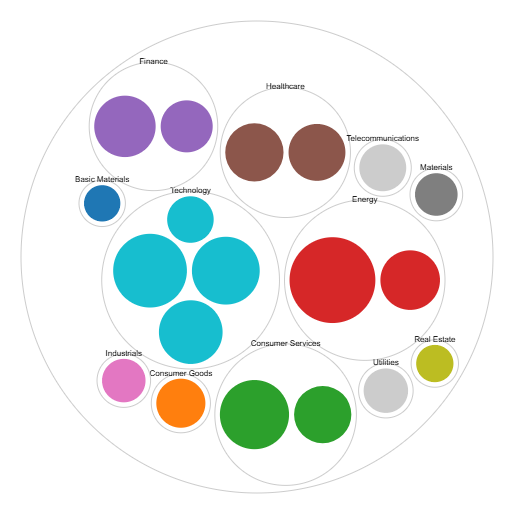 Finance
Healthcare
Telecommunications
Materials
Basic Materials
Technology
Energy
Real Estate
Consumer Services
Industrials
Utilities
Consumer Goods